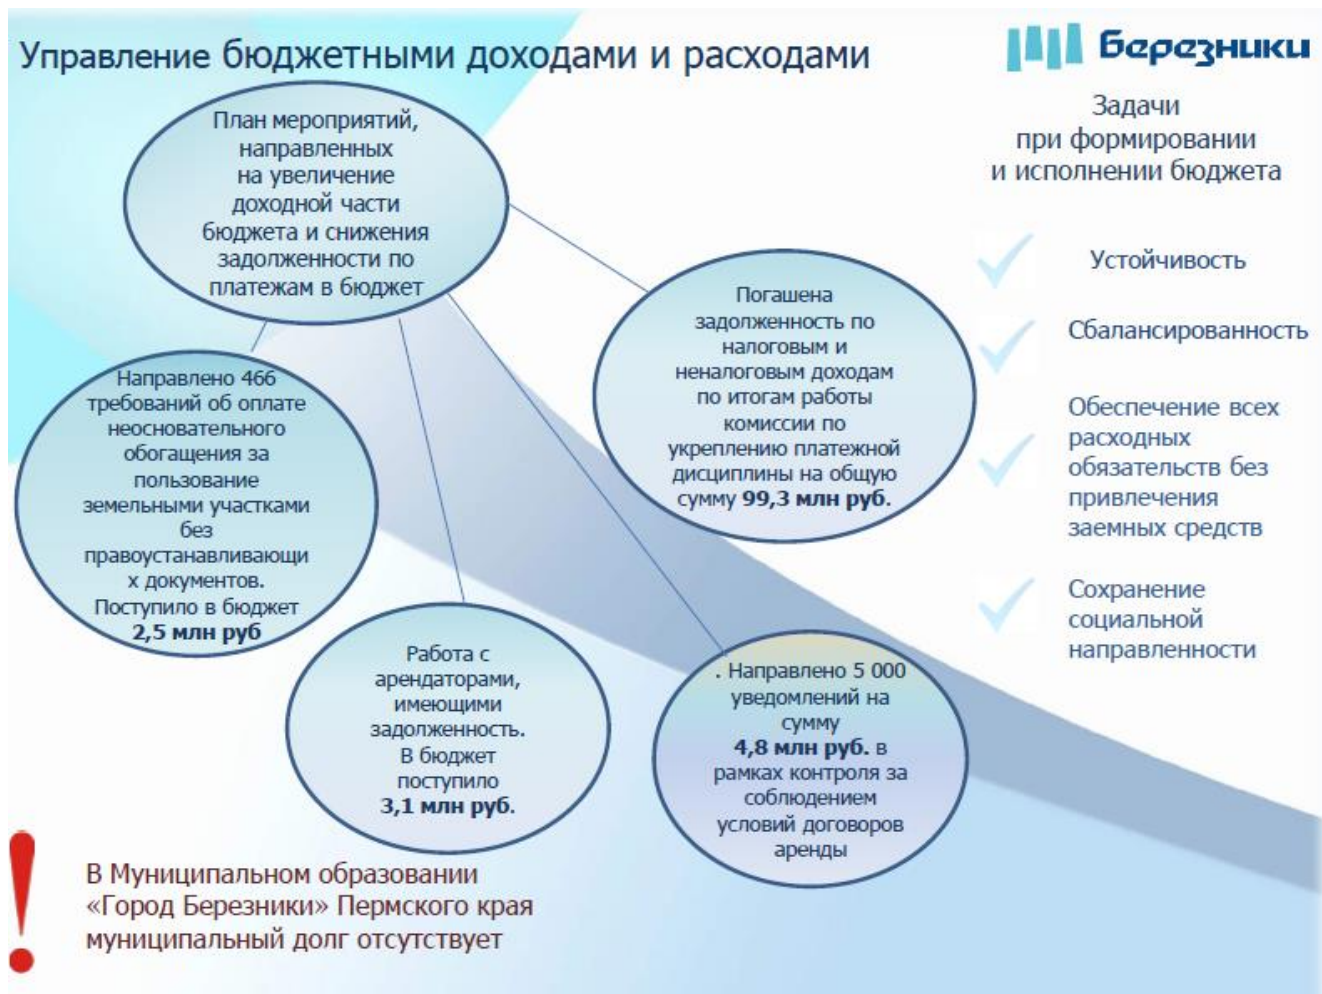 Управление бюджетными доходами и расходами
Березники
План мероприятий,
направленных
на увеличение
доходной части
бюджета и снижения
задолженности по
платежам в бюджет
Направлено 466
требований об оплате
неосновательного
обогащения за
пользование
земельными участками
без
правоустанавливающи
х документов.
Поступило в бюджет
2,5 млн руб
Работа с
арендаторами,
имеющими
задолженность.
В бюджет
поступило
3,1 млн руб.
. Направлено 5 000
уведомлений на
сумму
4,8 млн руб. в
рамках контроля за
соблюдением
условий договоров
аренды
Погашена
задолженность по
налоговым и
неналоговым доходам
по итогам работы
комиссии по
укреплению платежной
дисциплины на общую
сумму 99,3 млн руб.
Задачи
при формировании
и исполнении бюджета
Устойчивость
Сбалансированность
Обеспечение всех
расходных
обязательств без
привлечения
заемных средств
Сохранение
социальной
направленности
В Муниципальном образовании
«Город Березники» Пермского края
муниципальный долг отсутствует